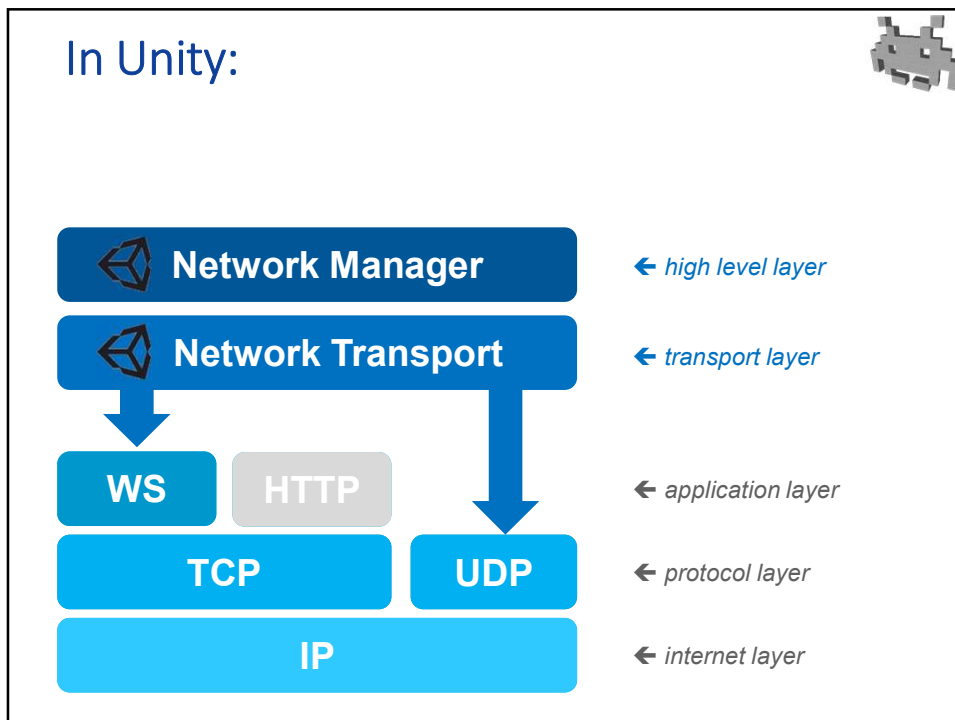 In Unity:
Network Manager
← high level layer
Network Transport
← transport layer
WS
HTTP
← application layer
TCP
UDP
← protocol layer
IP
← internet layer